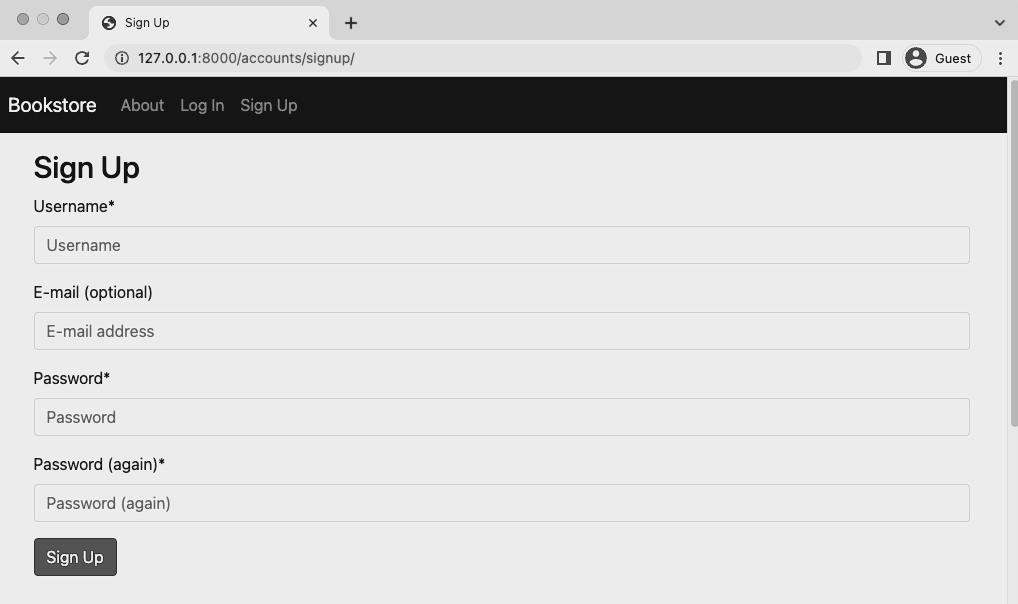 Sign Up
127.0.0.1:8000/accounts/signup/
Guest
Bookstore About Log In Sign Up
Sign Up
Username*
Username
E-mail (optional)
E-mail address
Password*
Password
Password (again)*
Password (again)
Sign Up